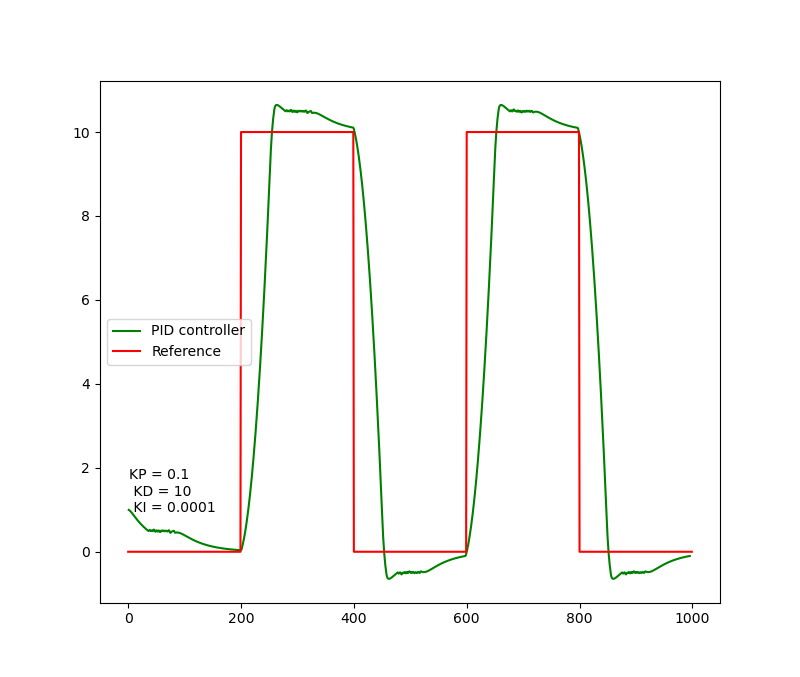 10
8
6
4
2
0
PID controller
Reference
KP = 0.1
KD = 10
KI = 0.0001
0 200 400 600 800 1000